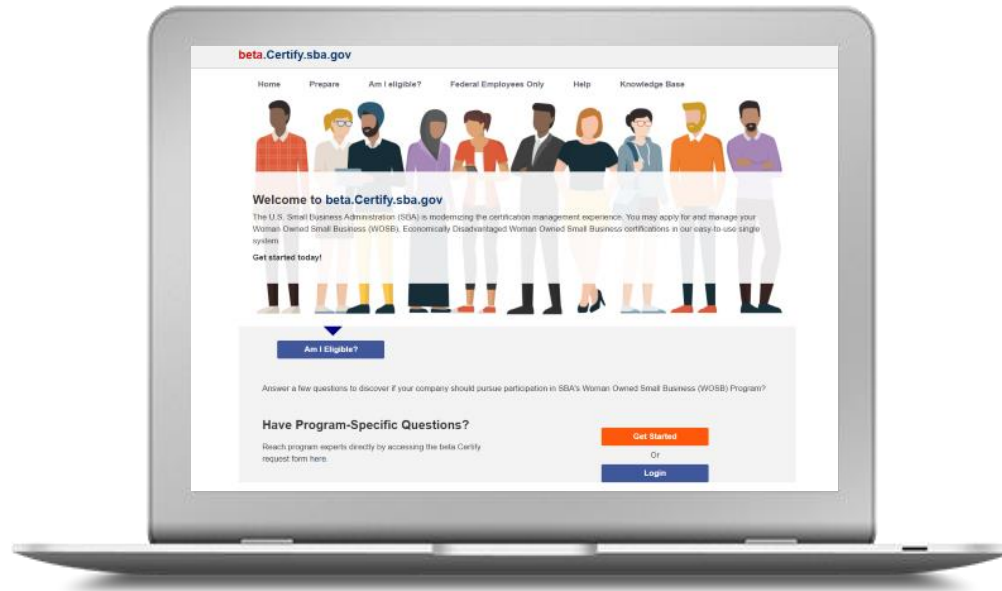 beta.Certify.sba.gov
Home Prepare Am I eligible? Federal Employees Only Help Knowledge Base
Welcome to beta.Certify.sba.gov
The U.S. Small Business Administration (SBA) is modernizing the certification management experience. You may apply for and manage your
Woman Owned Small Business (WOSB), Economically Disadvantaged Woman Owned Small Business certifications in our easy-to-use single
system
Get started today!
Am I Eligible?
Answer a few questions to discover if your company should pursue participation in SBA's Woman Owned Small Business (WOSB) Program?
Have Program-Specific Questions?
Reach program experts directly by accessing the beta.Certify
request form here.
Get Started
Or
Login